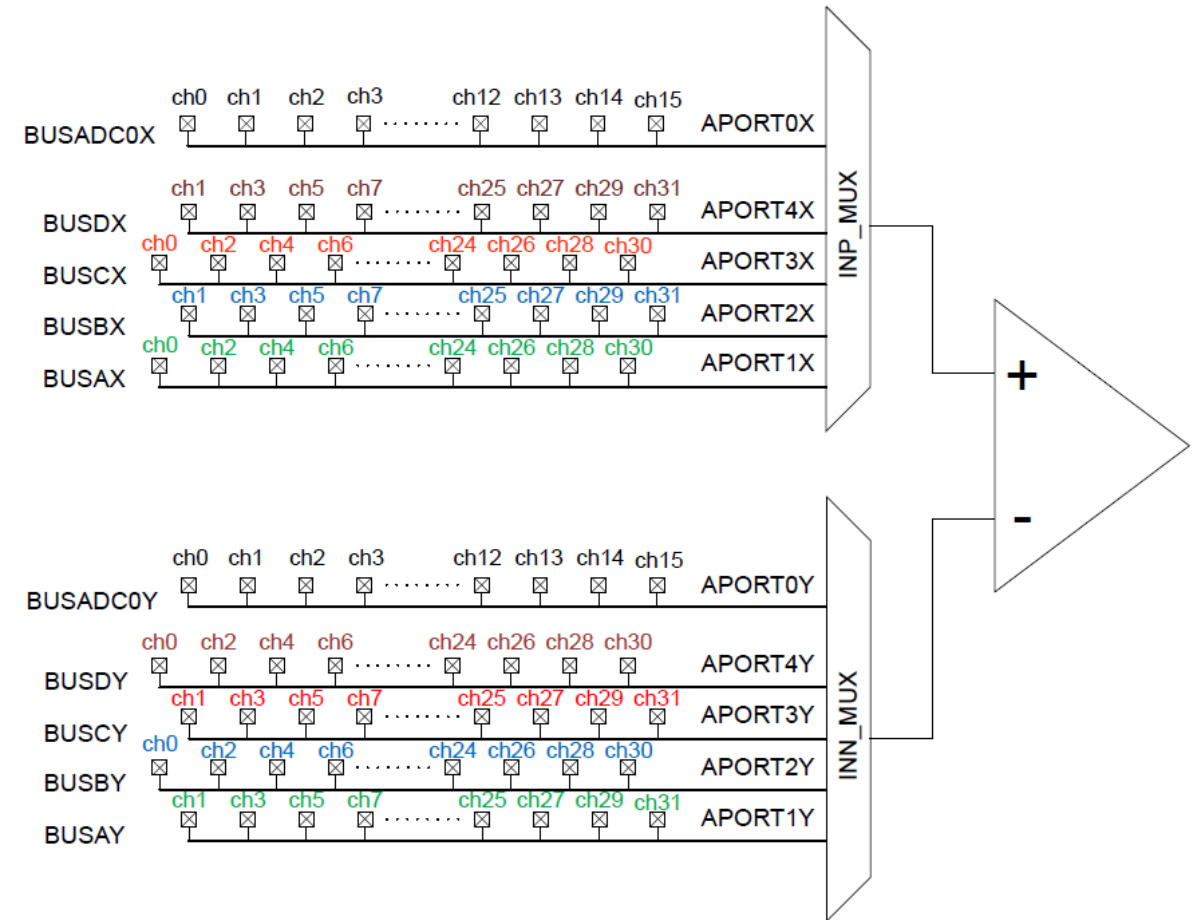 ch0 ch1 ch2 ch3 ch12 ch13 ch14 ch15
BUSADC0X APORT0X
ch1 ch3 ch5 ch7 ch25 ch27 ch29 ch31
BUSDX APORT4X
ch0 ch2 ch4 ch6 ch24 ch26 ch28 ch30
BUSCX APORT3X
ch1 ch3 ch5 ch7 ch25 ch27 ch29 ch31
BUSBX APORT2X
ch0 ch2 ch4 ch6 ch24 ch26 ch28 ch30
BUSAX APORT1X
INP_MUX
+
-
ch0 ch1 ch2 ch3 ch12 ch13 ch14 ch15
BUSADC0Y APORT0Y
ch0 ch2 ch4 ch6 ch24 ch26 ch28 ch30
BUSDY APORT4Y
ch1 ch3 ch5 ch7 ch25 ch27 ch29 ch31
BUSCY APORT3Y
ch0 ch2 ch4 ch6 ch24 ch26 ch28 ch30
BUSBY APORT2Y
ch1 ch3 ch5 ch7 ch25 ch27 ch29 ch31
BUSAY APORT1Y
INN_MUX